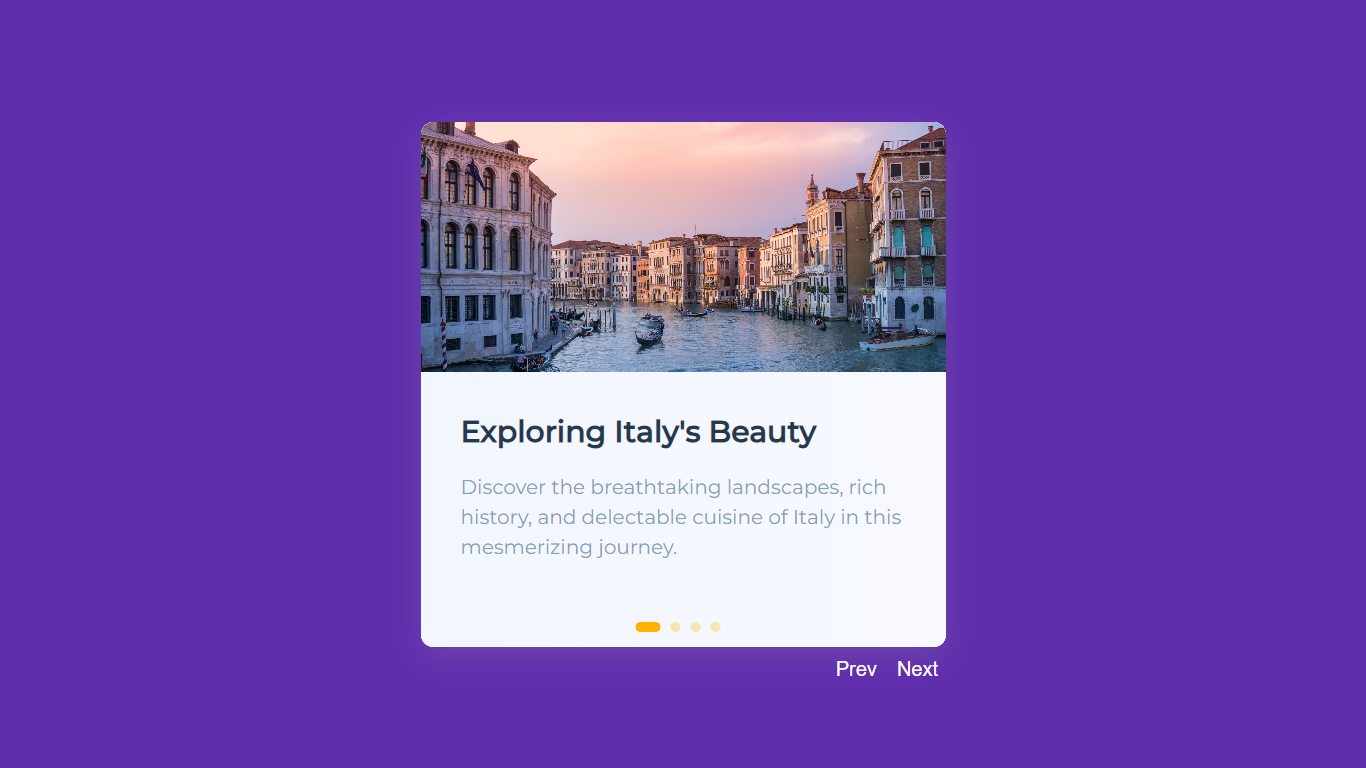 Exploring Italy's Beauty
Discover the breathtaking landscapes, rich
history, and delectable cuisine of Italy in this
mesmerizing journey.
Prev Next